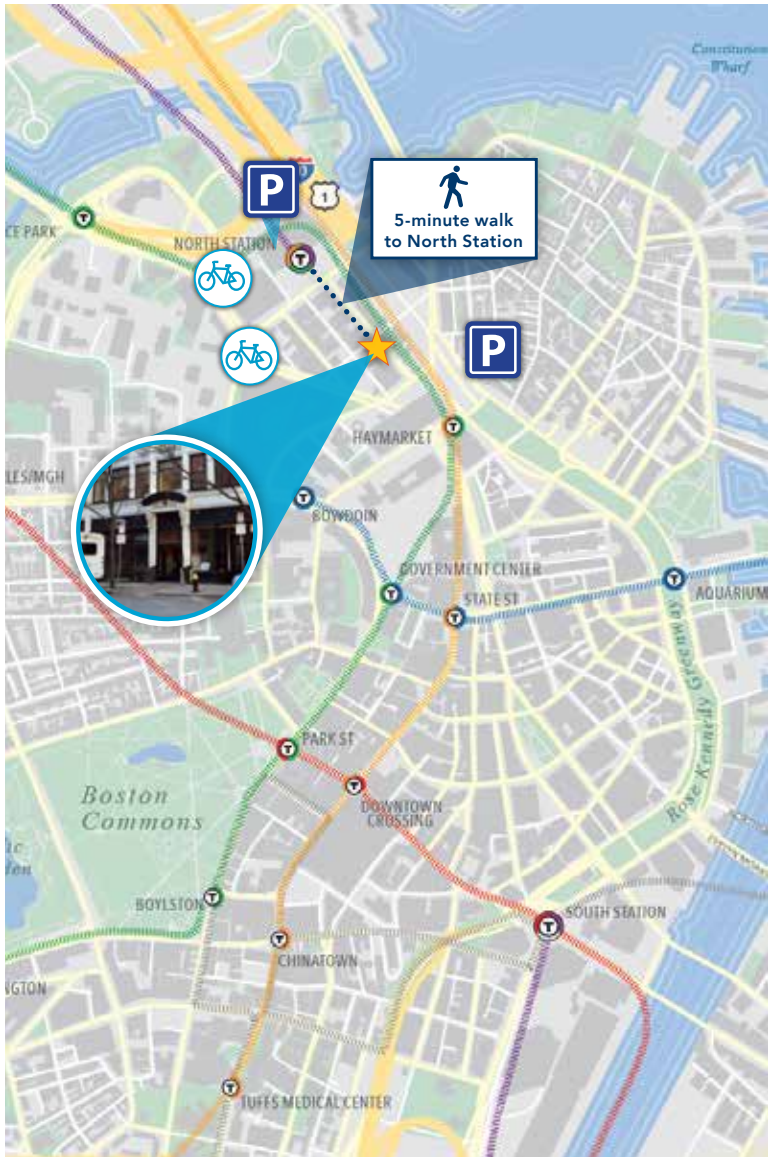 Constitution
Wharf
P
1
5-minute walk
to North Station
CE PARK
T
NORTH STATION
T
P
HAYMARKET
T
LES/MGH
T
BOWDOIN
GOVERNMENT CENTER
T
STATE ST
T
T
AQUARIUM
Rose Kennedy Greenway
T
PARK ST
Boston
Commons
T
DOWNTOWN
CROSSING
BOYLSTON
T
SOUTH STATION
T
T
CHINATOWN
NGTON
T
TUFTS MEDICAL CENTER